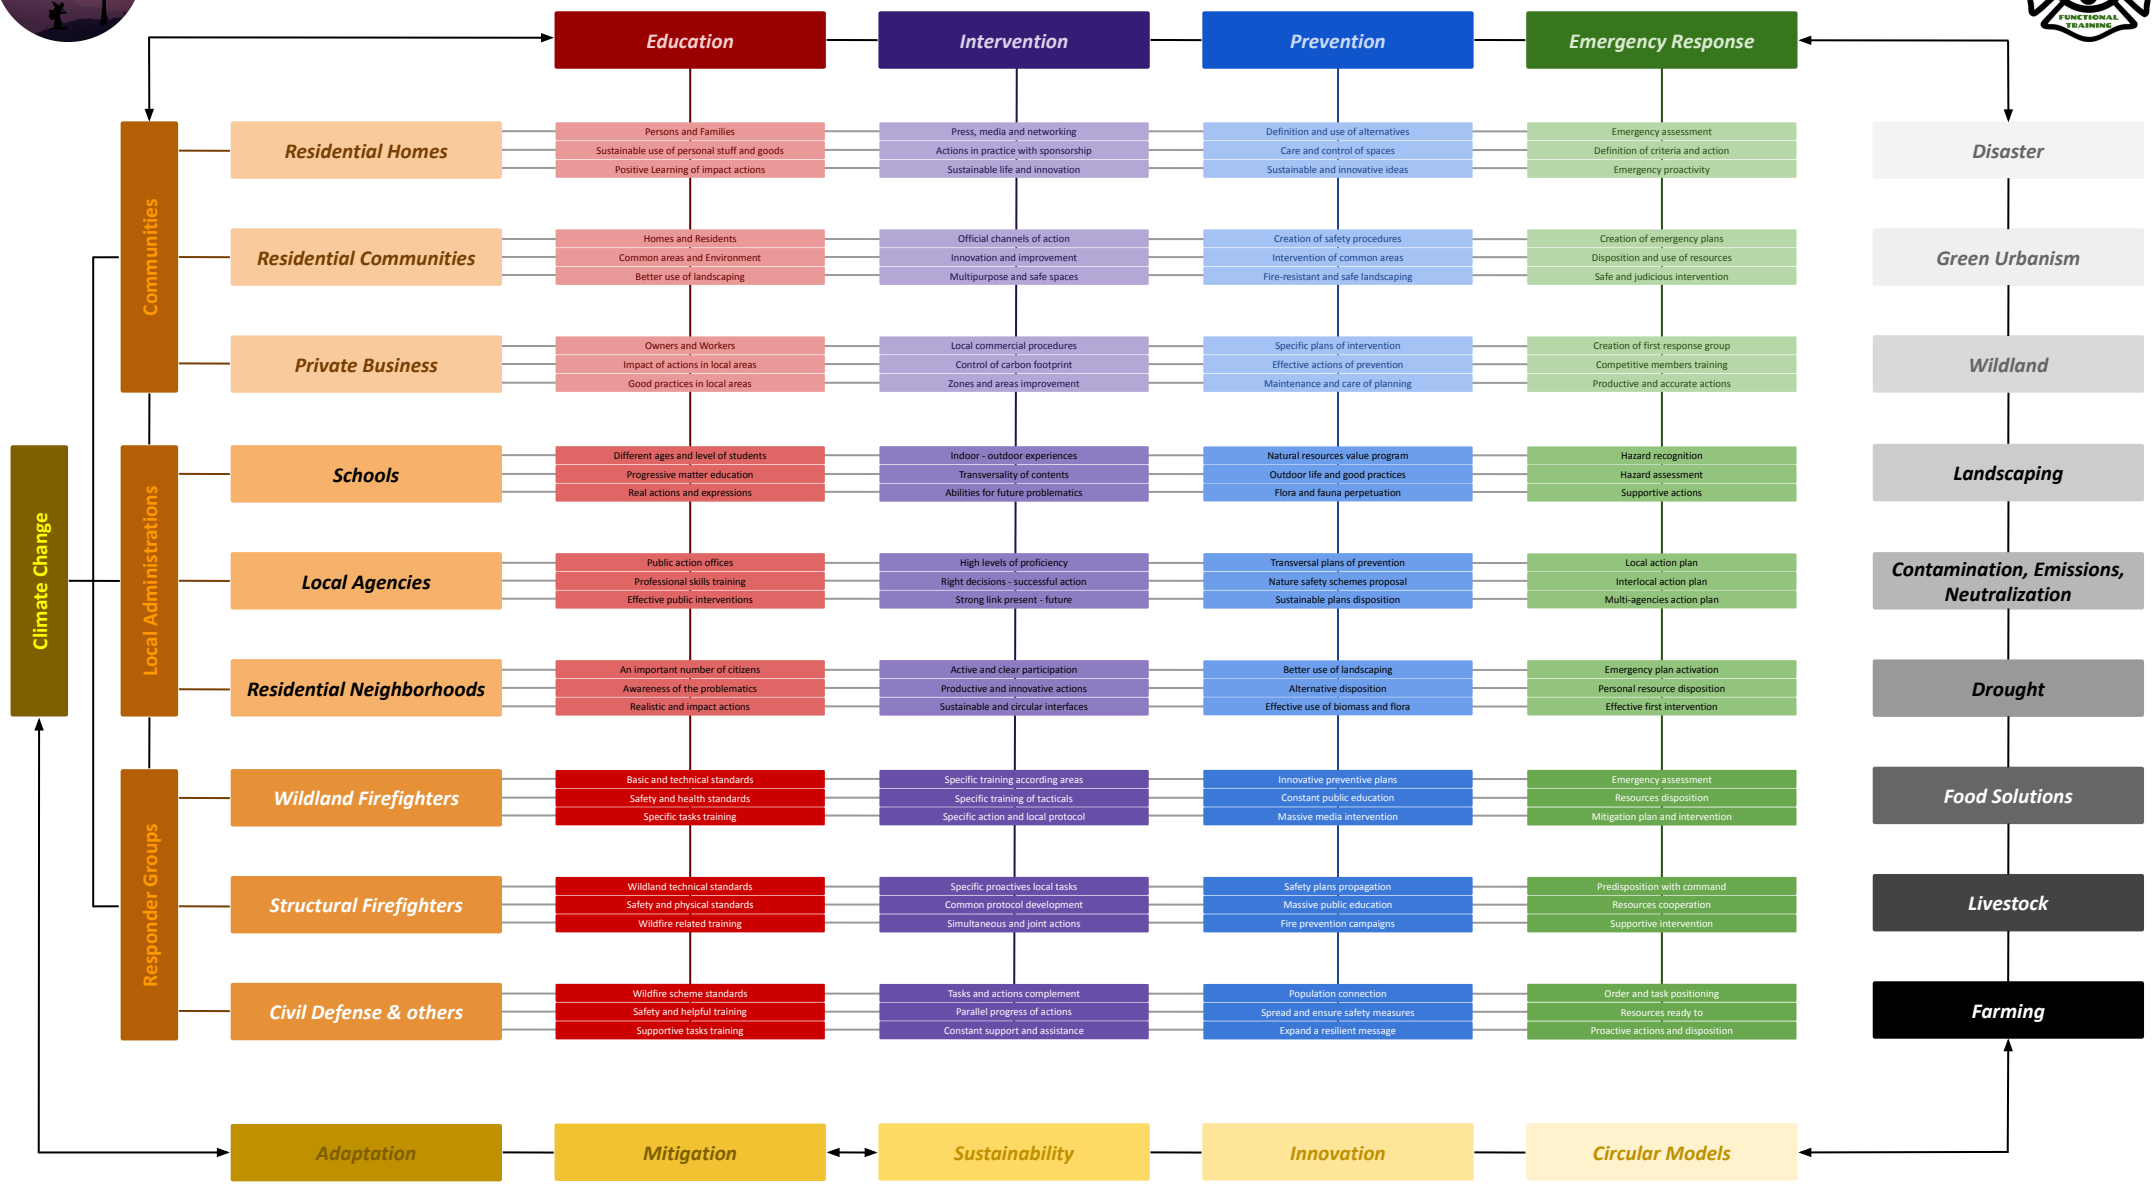 FUNCTIONAL
TRAINING
Education
Intervention
Prevention
Emergency Response
Communities
Residential Homes
Persons and Families
Sustainable use of personal stuff and goods
Positive Learning of impact actions
Press, media and networking
Actions in practice with sponsorship
Sustainable life and innovation
Definition and use of alternatives
Care and control of spaces
Sustainable and innovative ideas
Emergency assessment
Definition of criteria and action
Emergency proactivity
Disaster
Residential Communities
Homes and Residents
Common areas and Environment
Better use of landscaping
Official channels of action
Innovation and improvement
Multipurpose and safe spaces
Creation of safety procedures
Intervention of common areas
Fire-resistant and safe landscaping
Creation of emergency plans
Disposition and use of resources
Safe and judicious intervention
Green Urbanism
Private Business
Owners and Workers
Impact of actions in local areas
Good practices in local areas
Local commercial procedures
Control of carbon footprint
Zones and areas improvement
Specific plans of intervention
Effective actions of prevention
Maintenance and care of planning
Creation of first response group
Competitive members training
Productive and accurate actions
Wildland
Climate Change
Local Administrations
Schools
Different ages and level of students
Progressive matter education
Real actions and expressions
Indoor - outdoor experiences
Transversality of contents
Abilities for future problematics
Natural resources value program
Outdoor life and good practices
Flora and fauna perpetuation
Hazard recognition
Hazard assessment
Supportive actions
Landscaping
Local Agencies
Public action offices
Professional skills training
Effective public interventions
High levels of proficiency
Right decisions - successful action
Strong link present - future
Transversal plans of prevention
Nature safety schemes proposal
Sustainable plans disposition
Local action plan
Interlocal action plan
Multi-agencies action plan
Contamination, Emissions,
Neutralization
Residential Neighborhoods
An important number of citizens
Awareness of the problematics
Realistic and impact actions
Active and clear participation
Productive and innovative actions
Sustainable and circular interfaces
Better use of landscaping
Alternative disposition
Effective use of biomass and flora
Emergency plan activation
Personal resource disposition
Effective first intervention
Drought
Responder Groups
Wildland Firefighters
Basic and technical standards
Safety and health standards
Specific tasks training
Specific training according areas
Specific training of tacticals
Specific action and local protocol
Innovative preventive plans
Constant public education
Massive media intervention
Emergency assessment
Resources disposition
Mitigation plan and intervention
Food Solutions
Structural Firefighters
Wildland technical standards
Safety and physical standards
Wildfire related training
Specific proactives local tasks
Common protocol development
Simultaneous and joint actions
Safety plans propagation
Massive public education
Fire prevention campaigns
Predisposition with command
Resources cooperation
Supportive intervention
Livestock
Civil Defense & others
Wildfire scheme standards
Safety and helpful training
Supportive tasks training
Tasks and actions complement
Parallel progress of actions
Constant support and assistance
Population connection
Spread and ensure safety measures
Expand a resilient message
Order and task positioning
Resources ready to
Proactive actions and disposition
Farming
Adaptation
Mitigation
Sustainability
Innovation
Circular Models